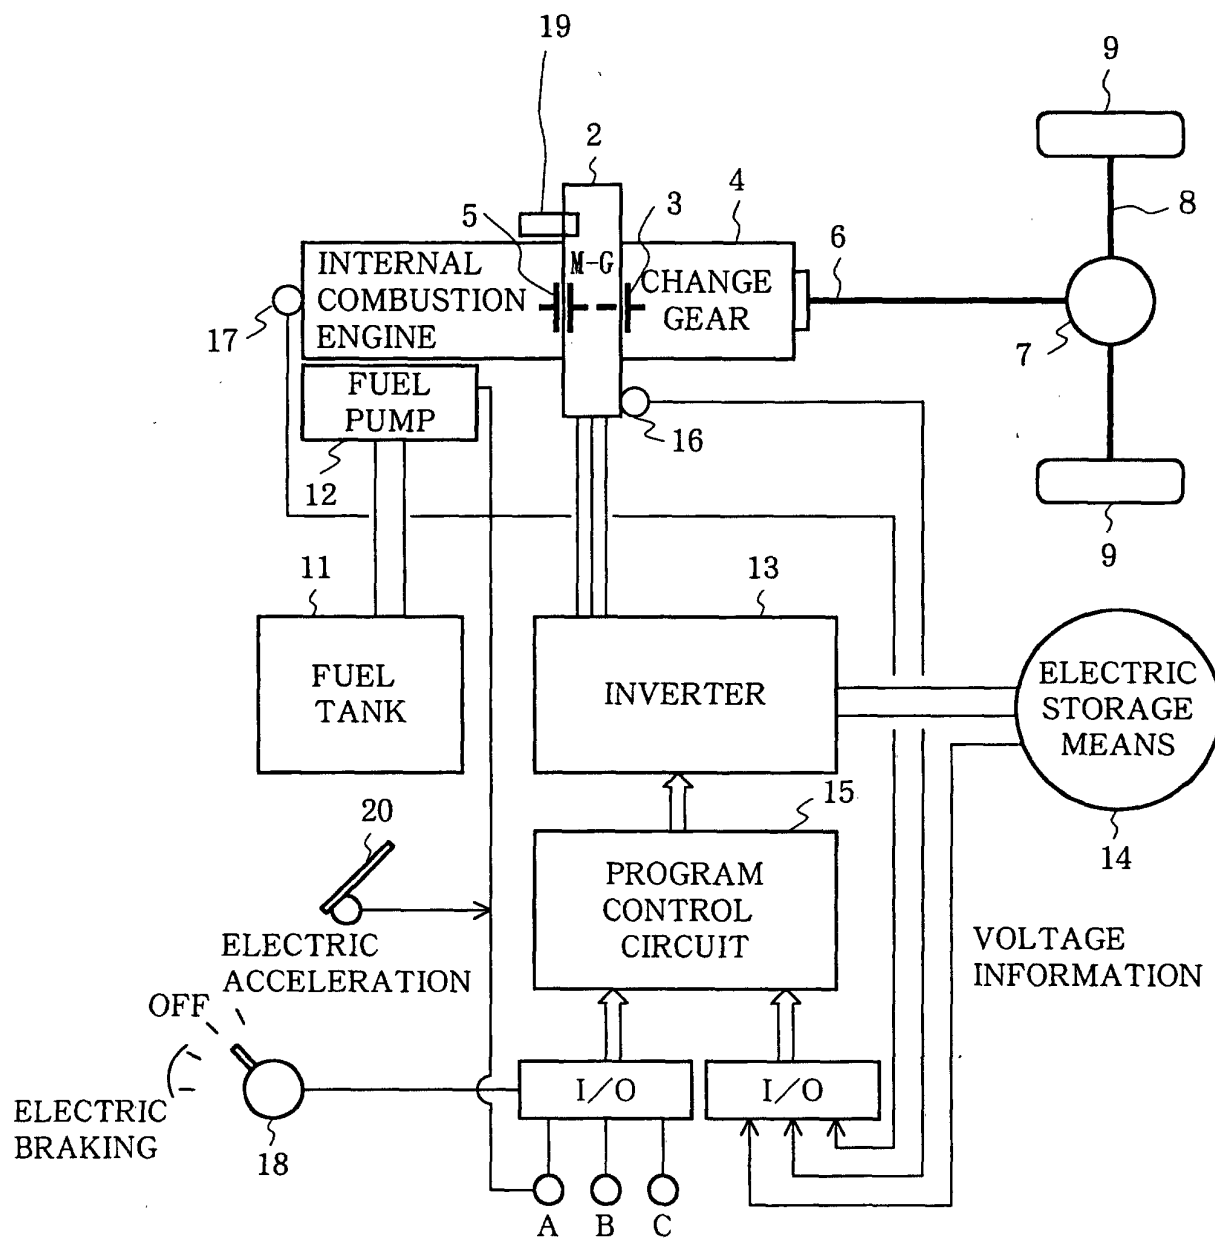 19
9
2
4
5
3
8
M-G
6
INTERNAL
COMBUSTION
ENGINE
CHANGE
GEAR
17
7
FUEL
PUMP
16
12
9
11
13
FUEL
TANK
INVERTER
ELECTRIC
STORAGE
MEANS
15
20
14
PROGRAM
CONTROL
CIRCUIT
ELECTRIC
ACCELERATION
VOLTAGE
INFORMATION
OFF
I/O
I/O
ELECTRIC
BRAKING
18
A B C